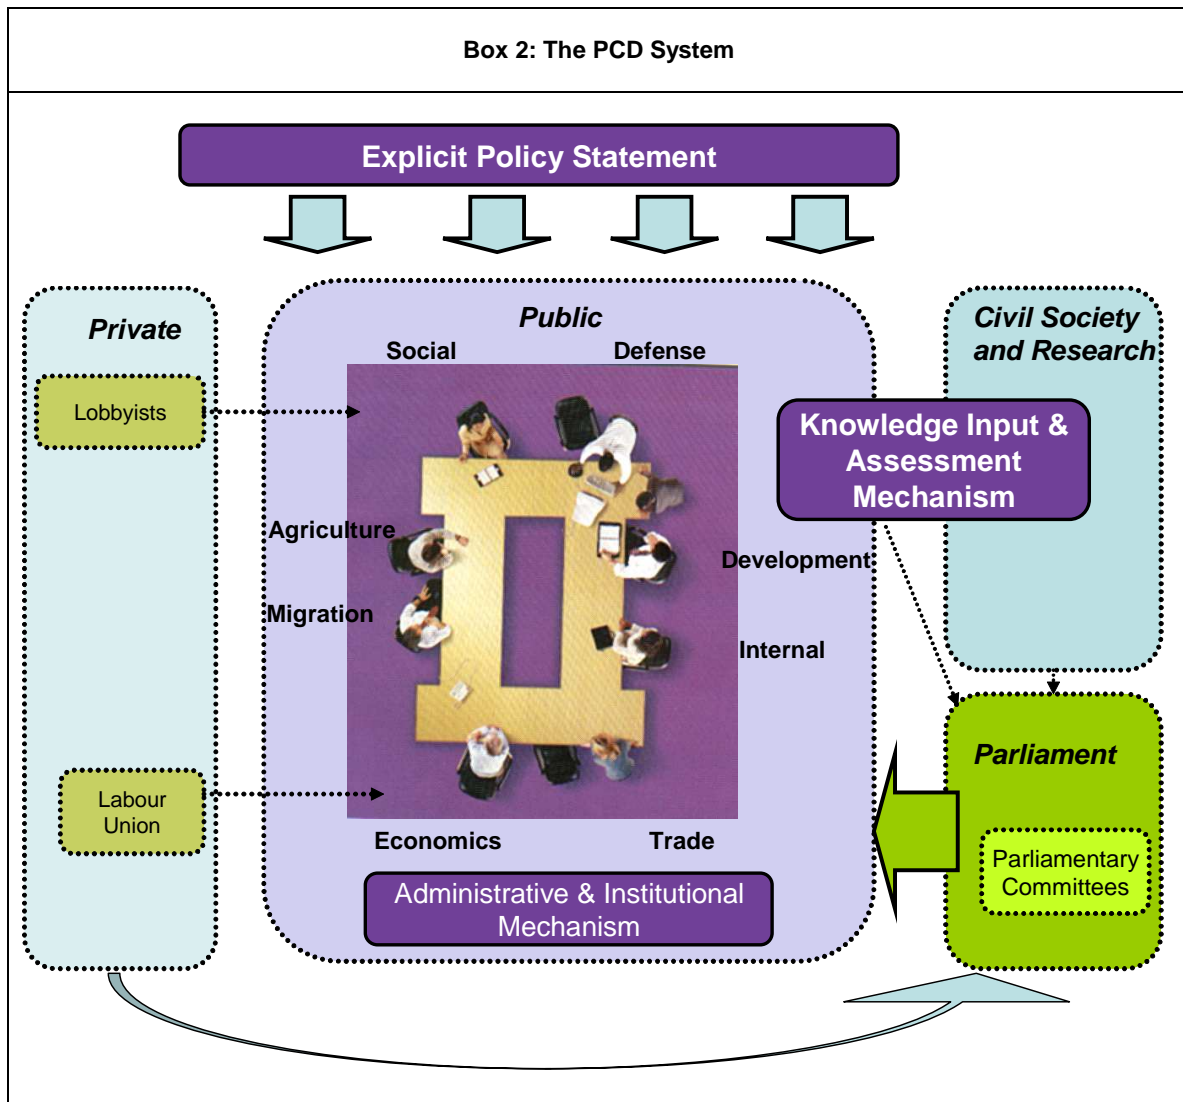 Box 2: The PCD System
Explicit Policy Statement
Private
Lobbyists
Labour
Union
Public
Social
Defense
Agriculture
Migration
Development
Internal
Economics
Trade
Administrative & Institutional
Mechanism
Civil Society
and Research
Knowledge Input &
Assessment
Mechanism
Parliament
Parliamentary
Committees